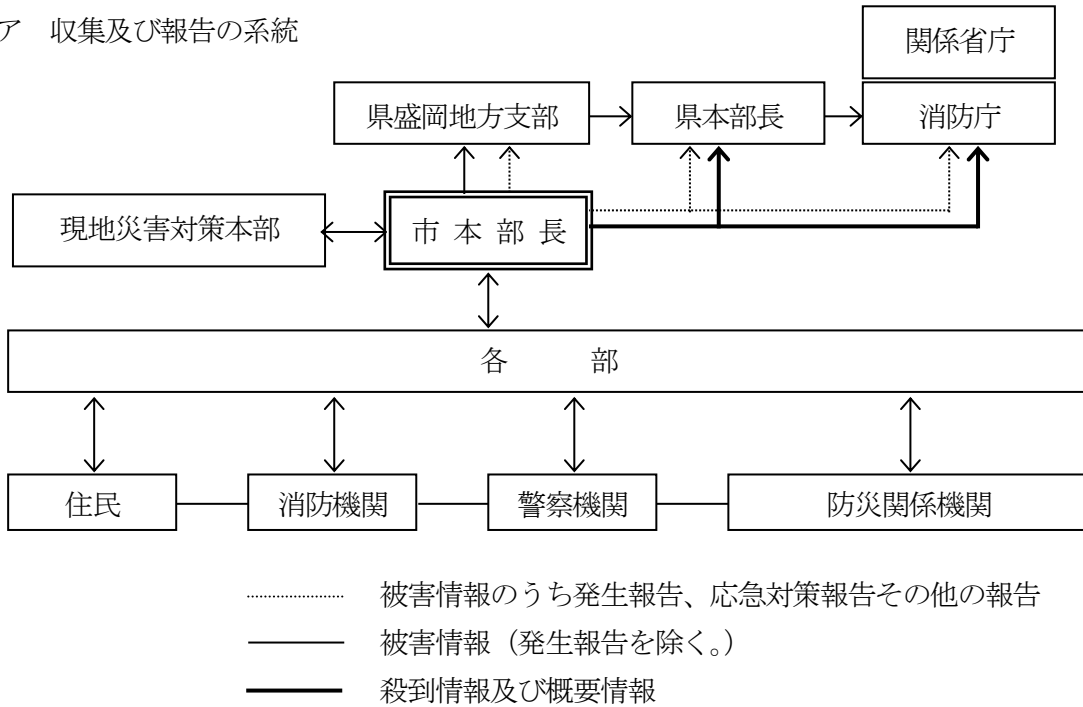 ア 収集及び報告の系統
関係省庁
県盛岡地方支部
県本部長
消防庁
現地災害対策本部
市本部長
各部
住民
消防機関
警察機関
防災関係機関
被害情報のうち発生報告、応急対策報告その他の報告
被害情報（発生報告を除く。）
殺到情報及び概要情報